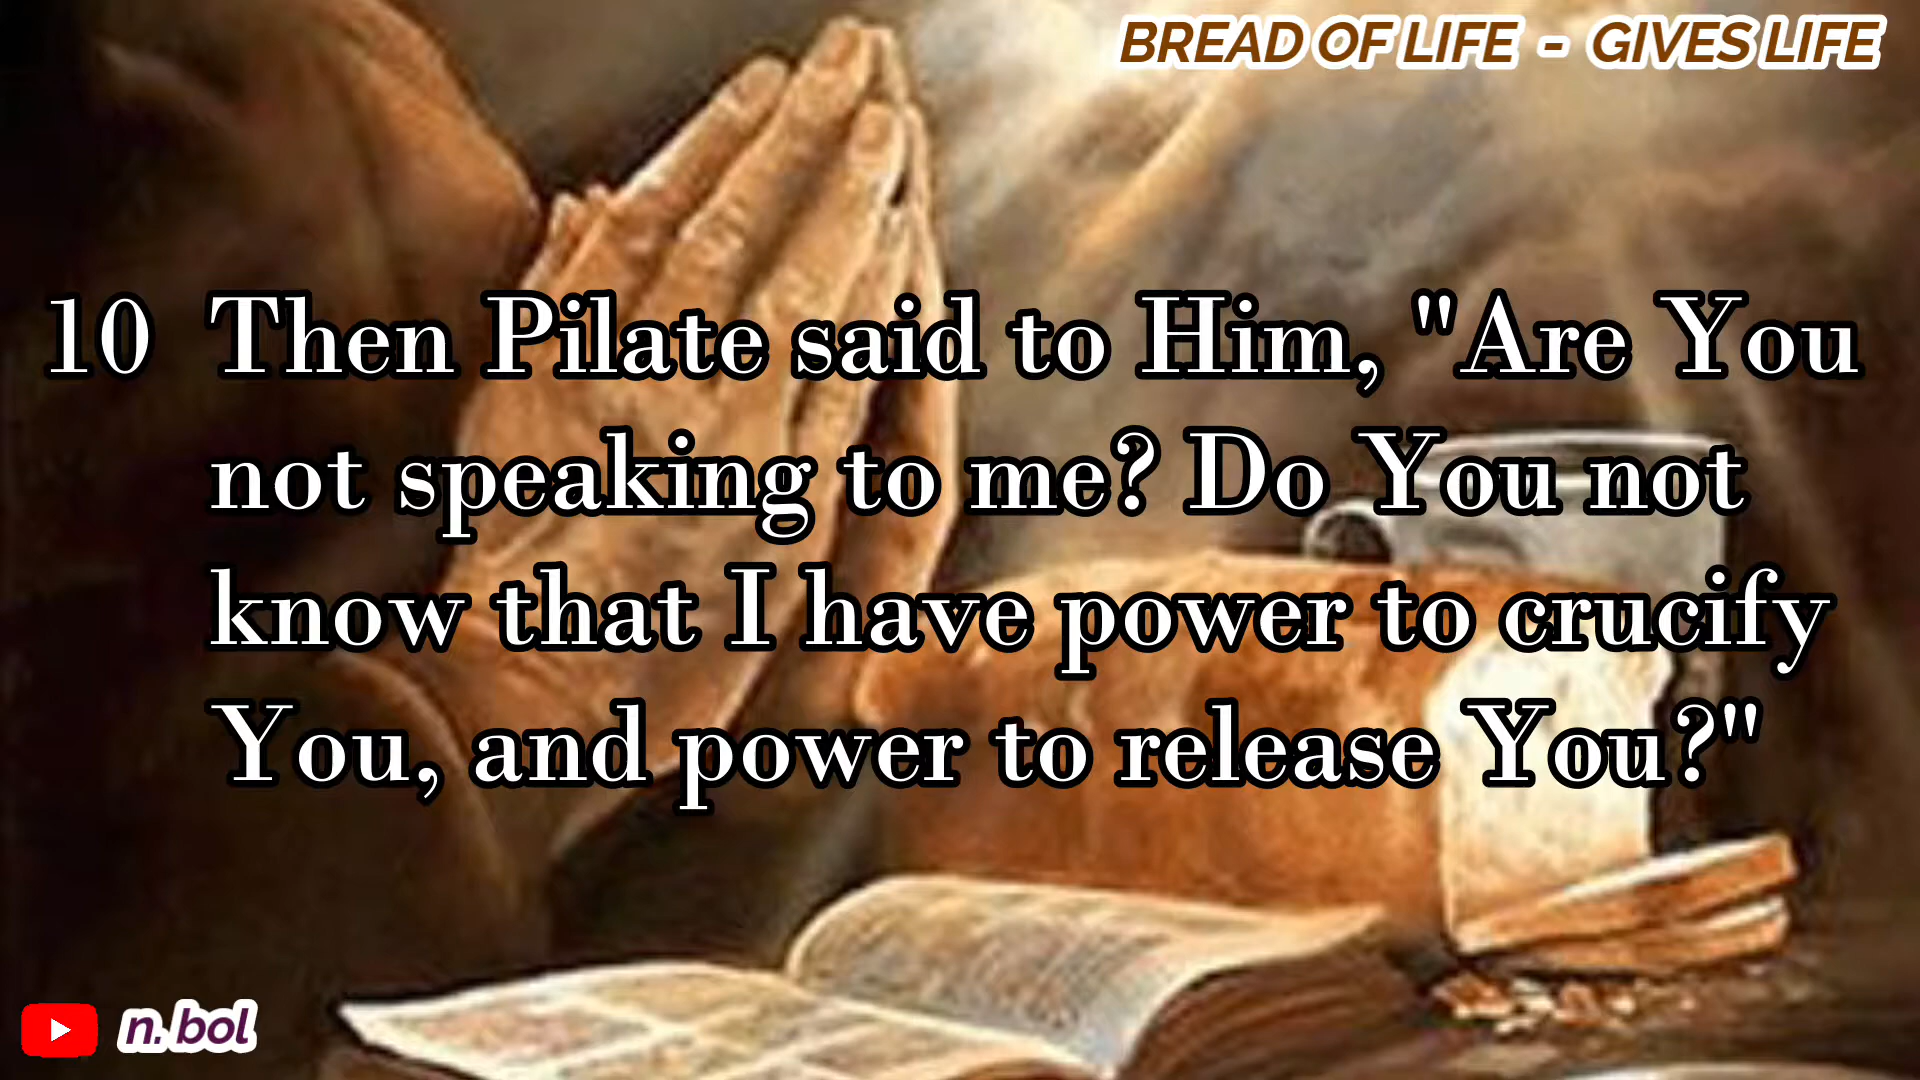 BREAD OF LIFE - GIVES LIFE
10 Then Pilate said to Him, "Are You
not speaking to me? Do You not
know that I have power to crucify
You, and power to release You?"
n. bol